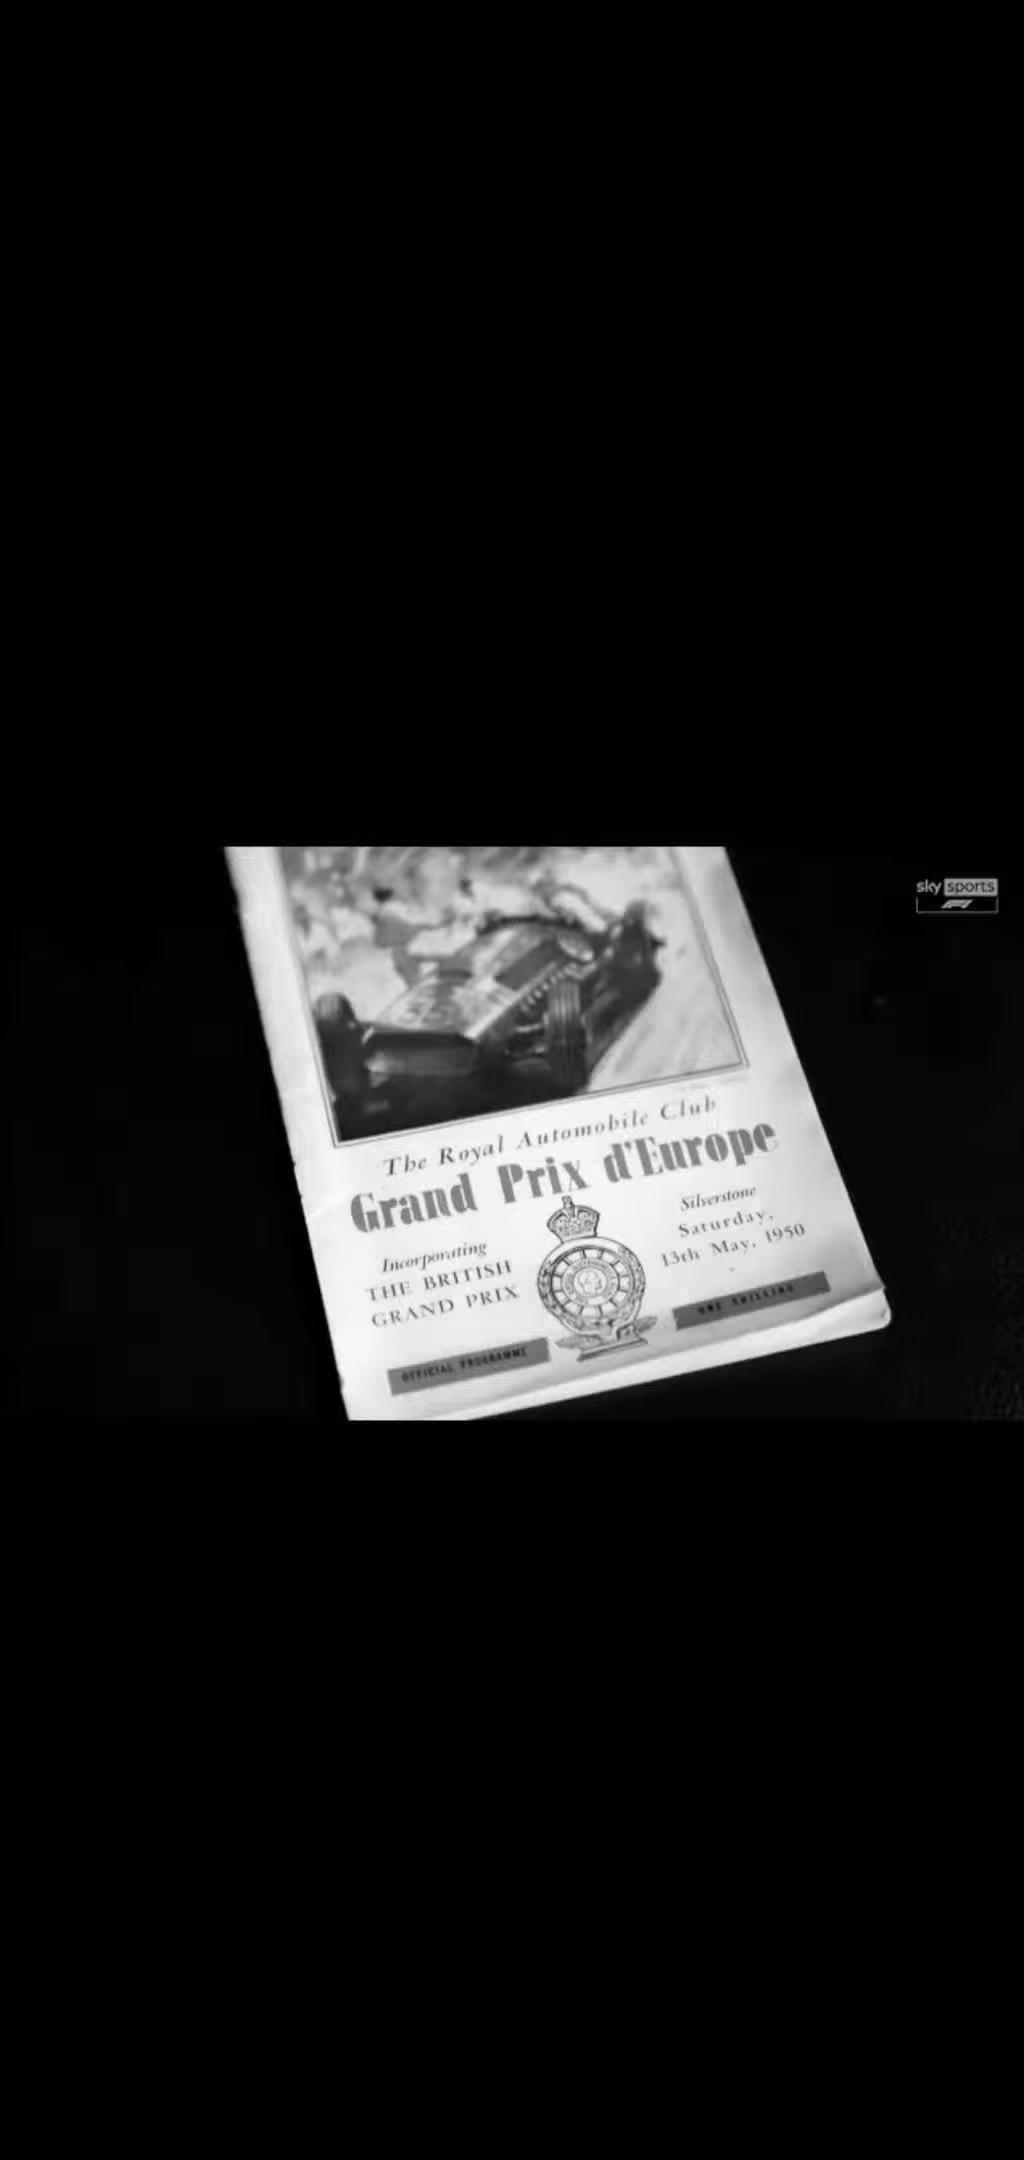 sky sports
F1
The Royal Automobile Club
Grand Prix d'Europe
Incorporating
THE BRITISH
GRAND PRIX
Silverstone
Saturday,
13th May, 1950
OFFICIAL PROGRAMME
ONE SHILLING